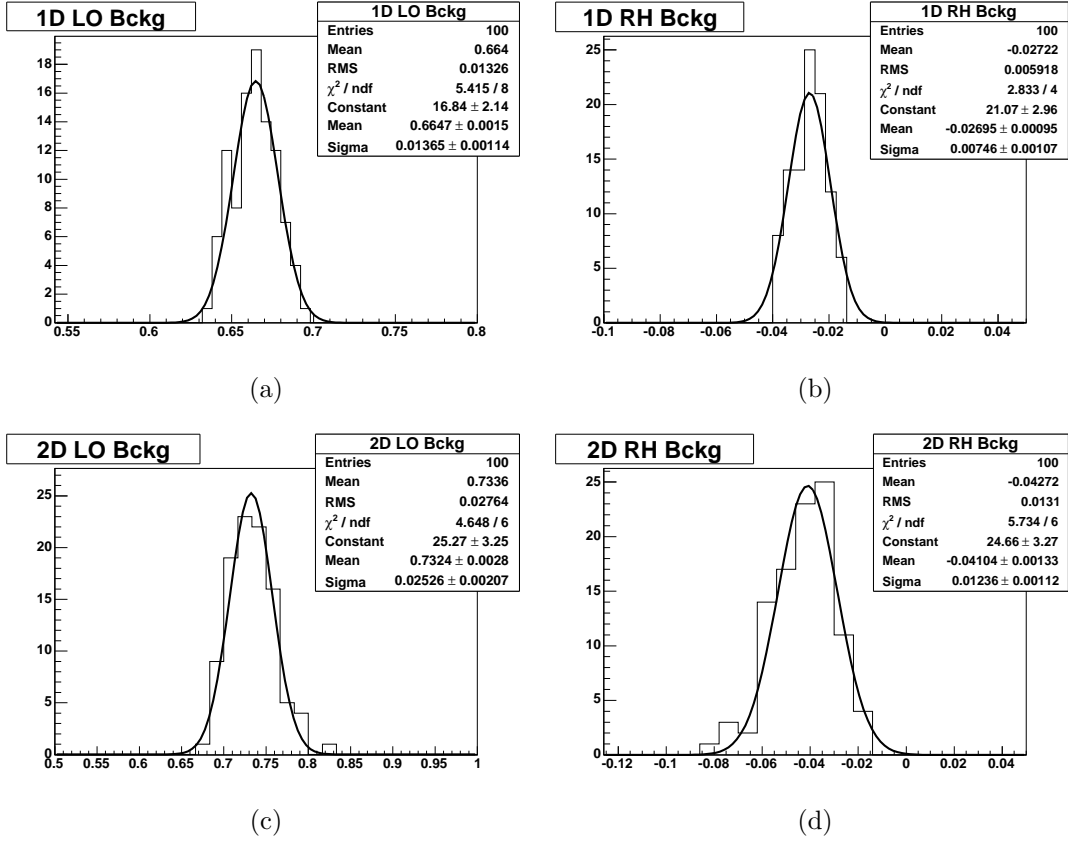 1D LO Bckg
1D LO Bckg
Entries 100
Mean 0.664
RMS 0.01326
χ² / ndf 5.415 / 8
Constant 16.84 ± 2.14
Mean 0.6647 ± 0.0015
Sigma 0.01365 ± 0.00114
18
16
14
12
10
8
6
4
2
0
0.55 0.6 0.65 0.7 0.75 0.8
(a)
1D RH Bckg
1D RH Bckg
Entries 100
Mean -0.02722
RMS 0.005918
χ² / ndf 2.833 / 4
Constant 21.07 ± 2.96
Mean -0.02695 ± 0.00095
Sigma 0.00746 ± 0.00107
25
20
15
10
5
0
-0.1 -0.08 -0.06 -0.04 -0.02 0 0.02 0.04
(b)
2D LO Bckg
2D LO Bckg
Entries 100
Mean 0.7336
RMS 0.02764
χ² / ndf 4.648 / 6
Constant 25.27 ± 3.25
Mean 0.7324 ± 0.0028
Sigma 0.02526 ± 0.00207
25
20
15
10
5
0
0.5 0.55 0.6 0.65 0.7 0.75 0.8 0.85 0.9 0.95 1
(c)
2D RH Bckg
2D RH Bckg
Entries 100
Mean -0.04272
RMS 0.0131
χ² / ndf 5.734 / 6
Constant 24.66 ± 3.27
Mean -0.04104 ± 0.00133
Sigma 0.01236 ± 0.00112
25
20
15
10
5
0
-0.12 -0.1 -0.08 -0.06 -0.04 -0.02 0 0.02 0.04
(d)